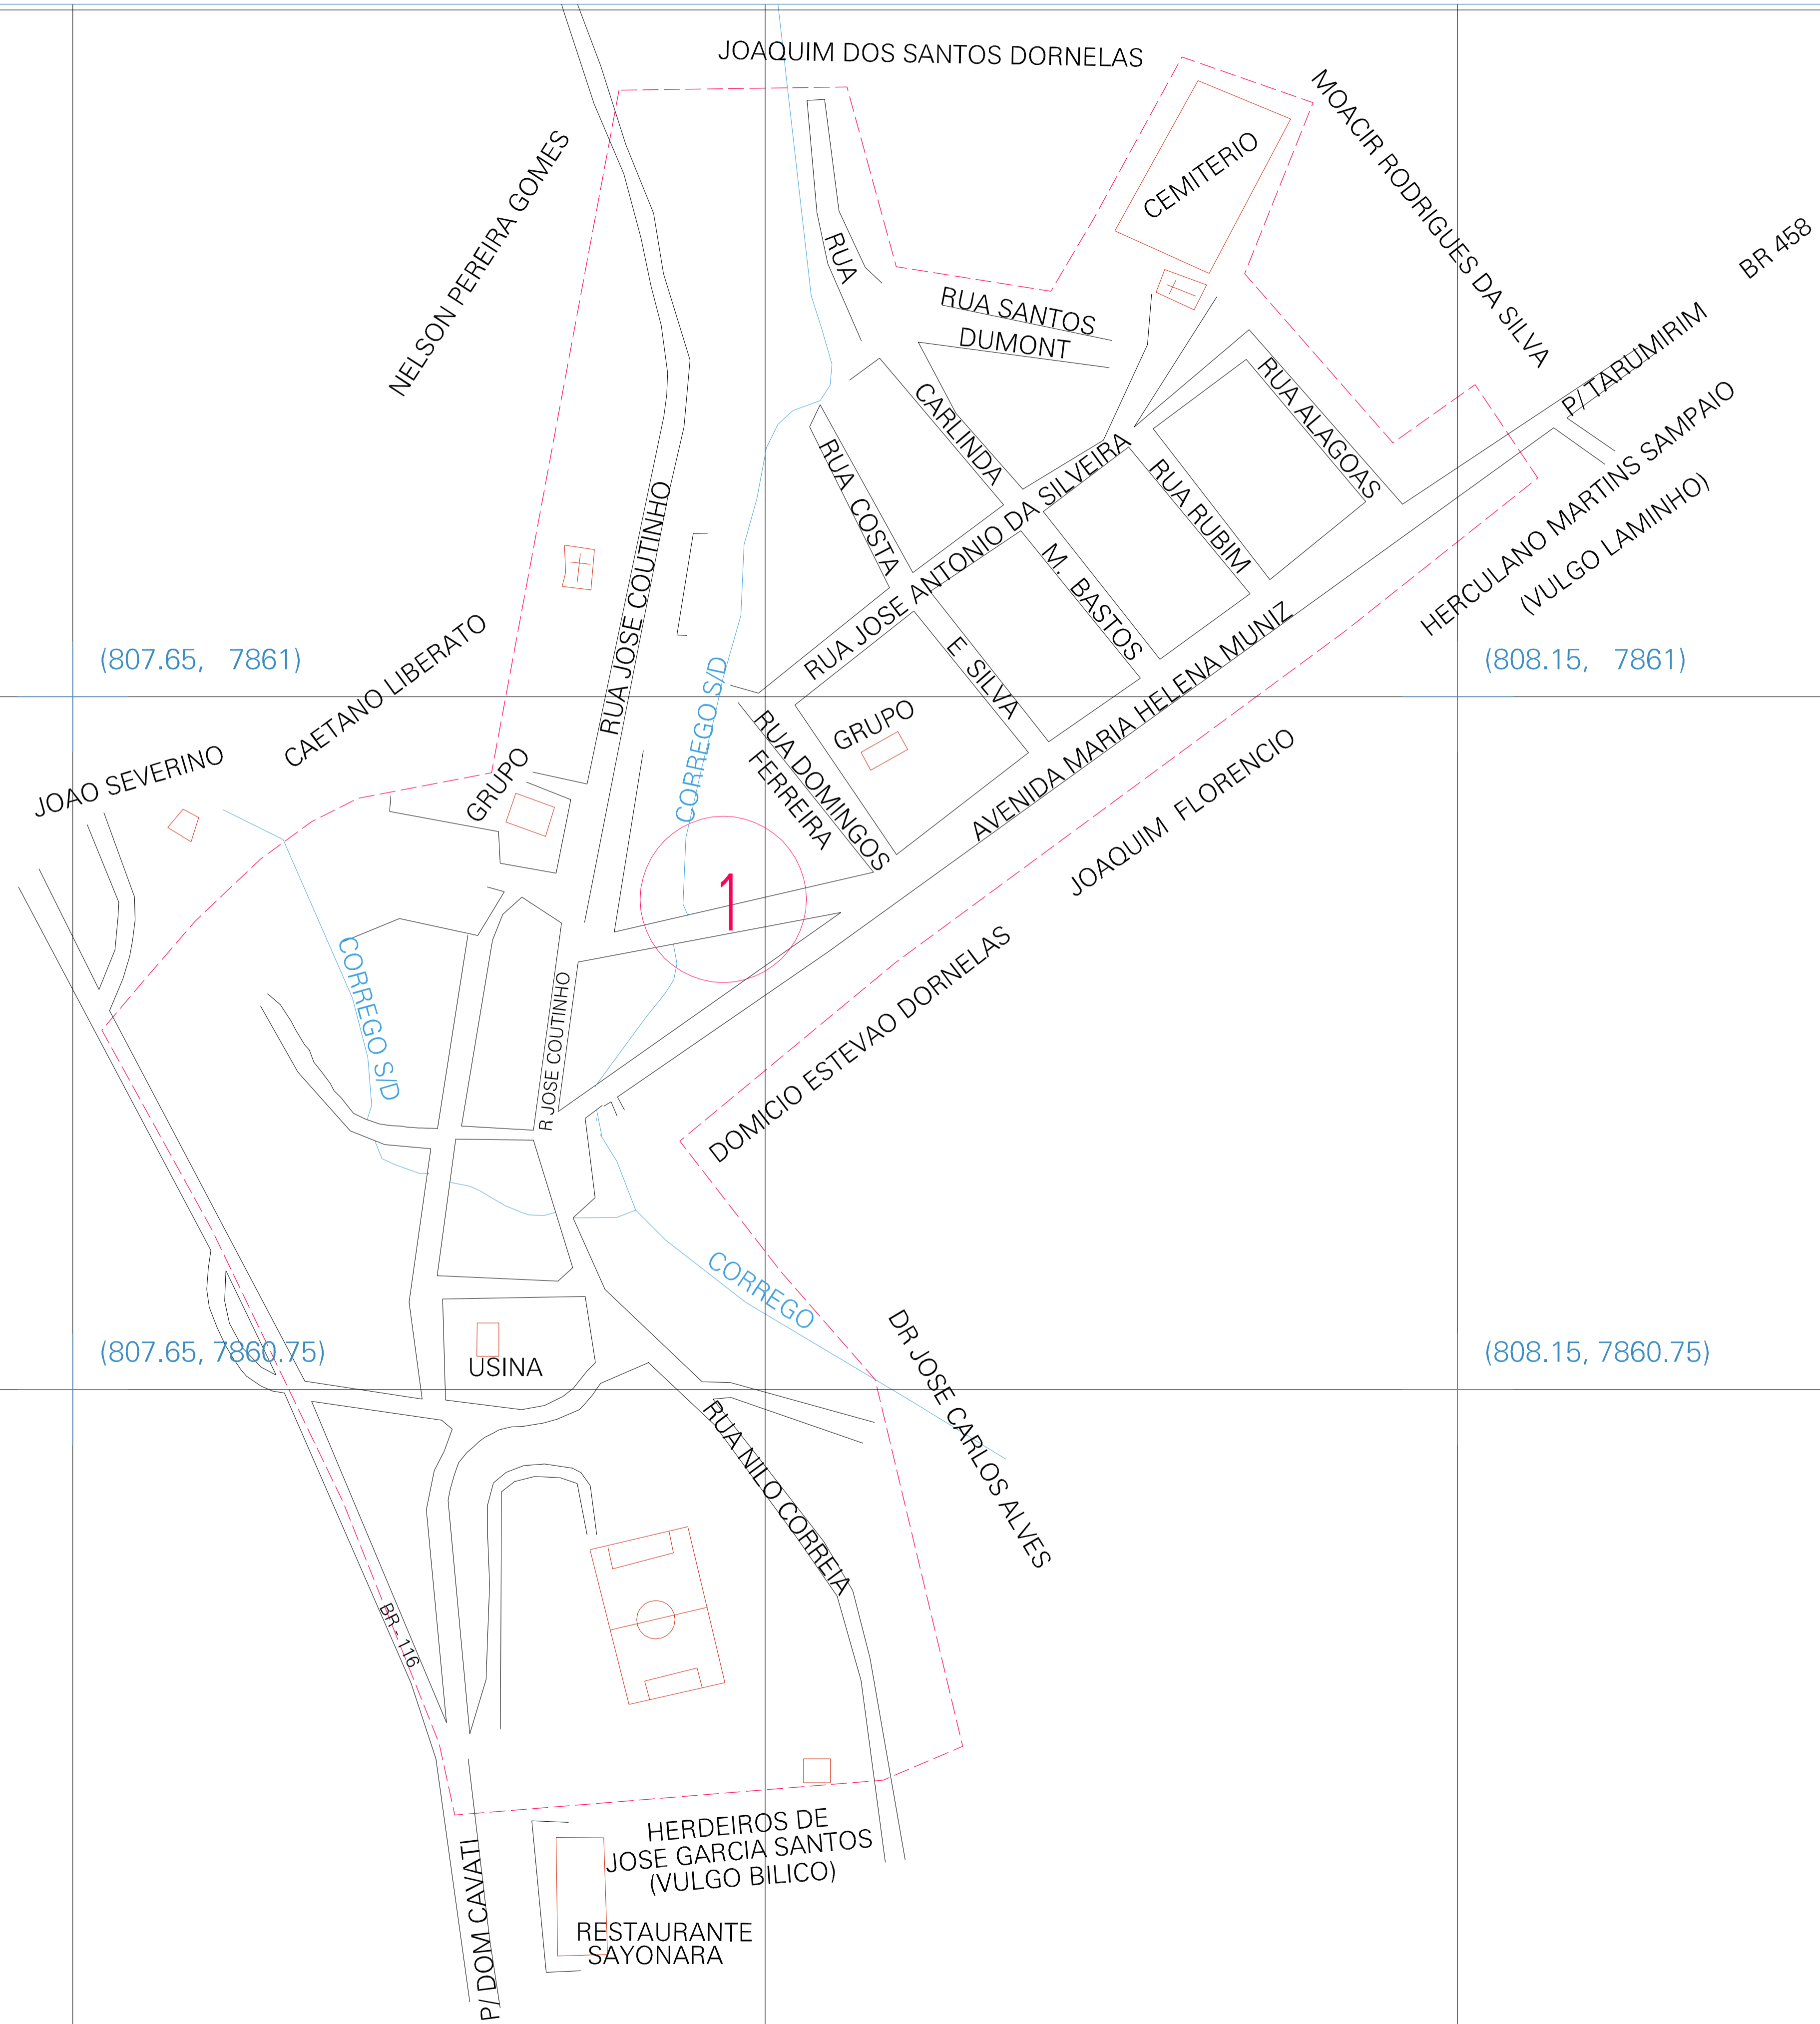 JOAQUIM DOS SANTOS DORNELAS
MOACIR RODRIGUES DA SILVA
CEMITERIO
NELSON PEREIRA GOMES
BR 458
RUA
RUA SANTOS
DUMONT
P/ TARUMIRIM
RUA ALAGOAS
CARLINDA
HERCULANO MARTINS SAMPAIO
(VULGO LAMINHO)
RUA COSTA
RUA RUBIM
RUA JOSE ANTONIO DA SILVEIRA
RUA JOSE COUTINHO
M. BASTOS
E SILVA
(807.65, 7861)
(808.15, 7861)
CAETANO LIBERATO
CORREGO S/D
AVENIDA MARIA HELENA MUNIZ
JOAO SEVERINO
GRUPO
GRUPO
RUA DOMINGOS
FERREIRA
JOAQUIM FLORENCIO
1
CORREGO S/D
R JOSE COUTINHO
DOMICIO ESTEVAO DORNELAS
CORREGO
DR JOSE CARLOS ALVES
(807.65, 7860.75)
(808.15, 7860.75)
USINA
RUA NILO CORREIA
BR - 116
HERDEIROS DE
JOSE GARCIA SANTOS
(VULGO BILICO)
P/ DOM CAVATI
RESTAURANTE
SAYONARA